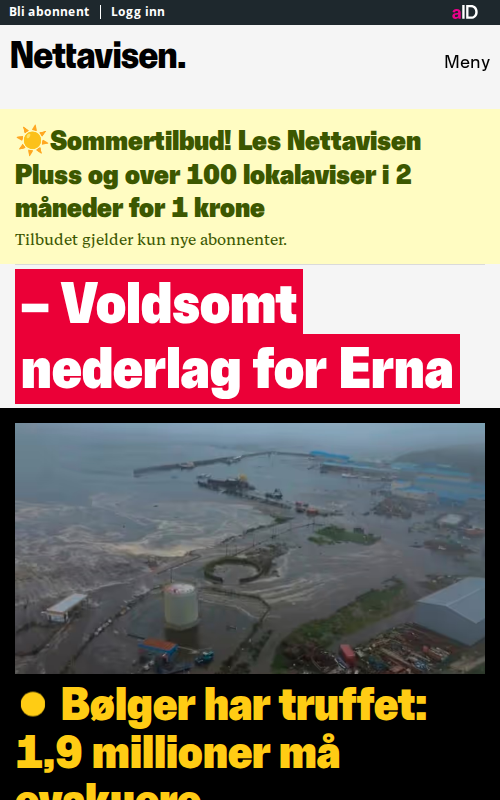 Bli abonnent
Logg inn
aID
Nettavisen.
Meny
Sommertilbud! Les Nettavisen
Pluss og over 100 lokalaviser i 2
måneder for 1 krone
Tilbudet gjelder kun nye abonnenter.
– Voldsomt
nederlag for Erna
Bølger har truffet:
1,9 millioner må
evakuere